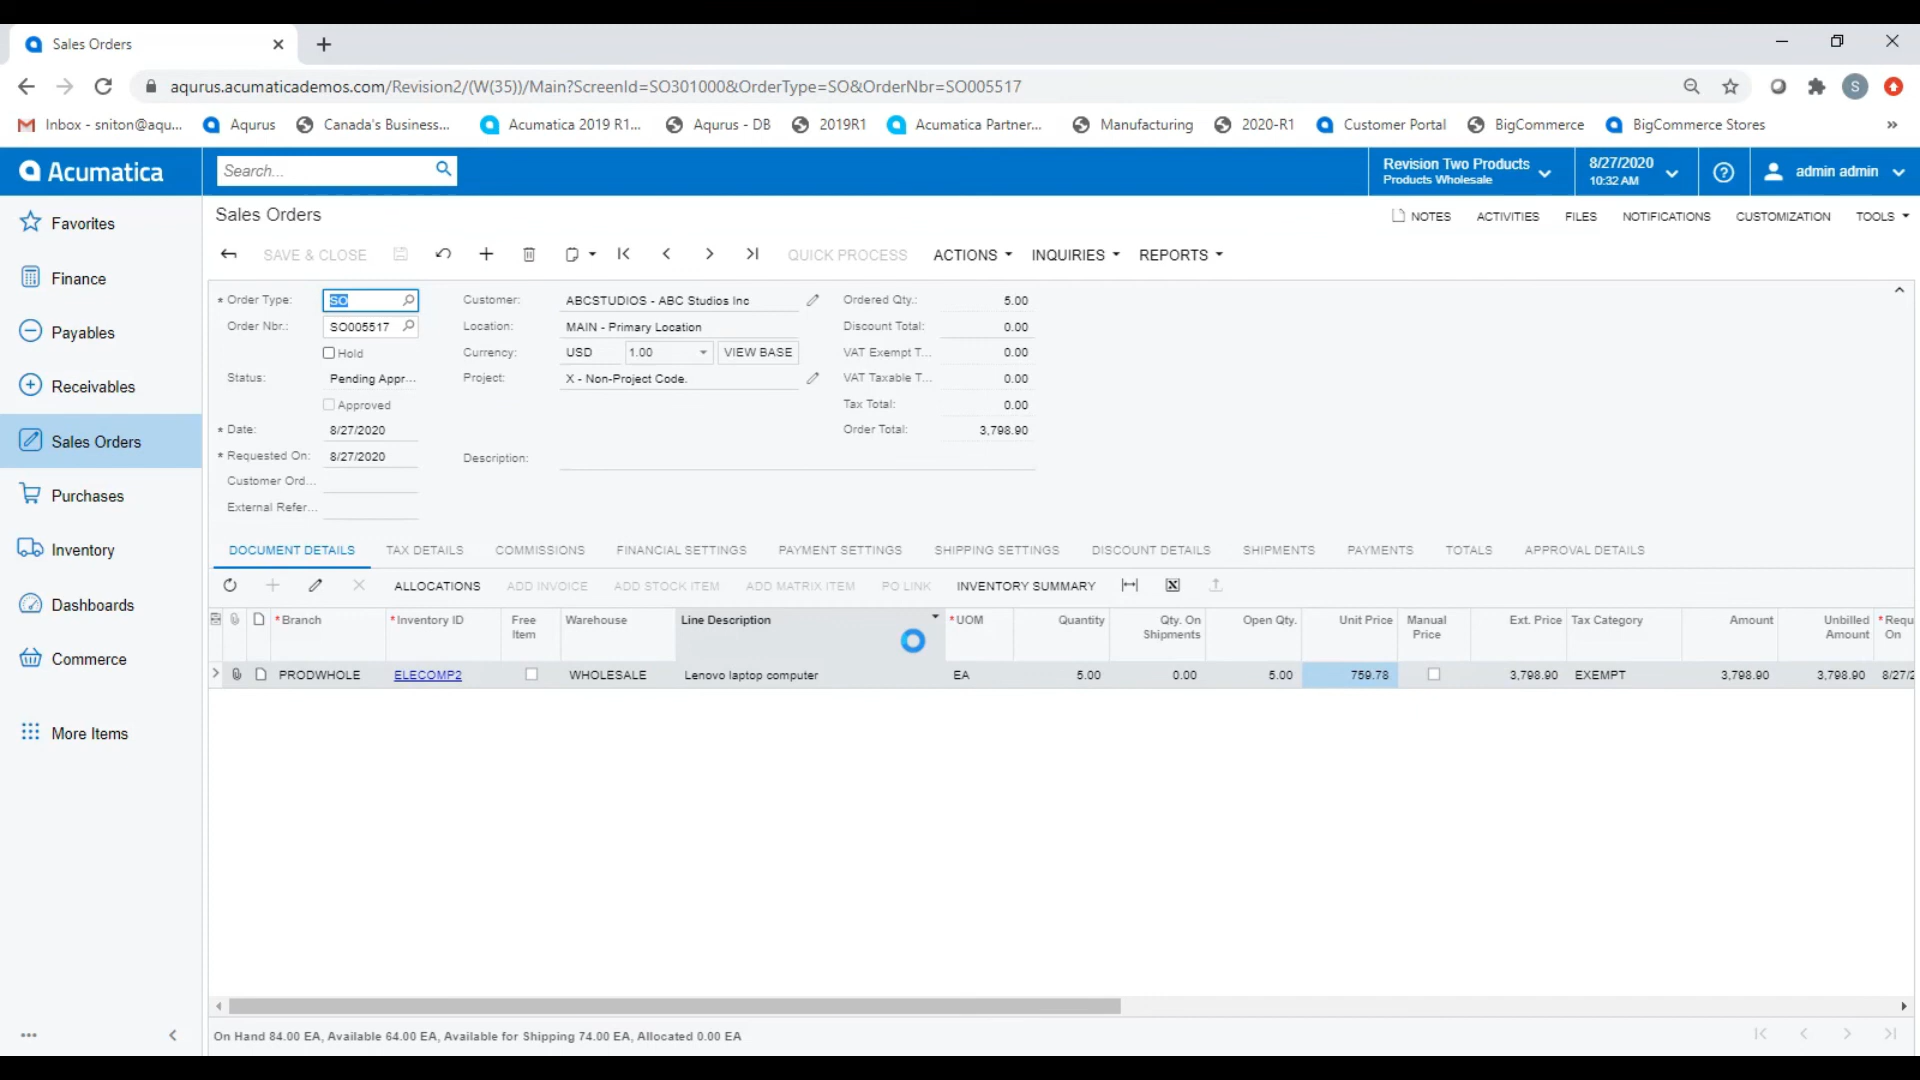 Sales Orders
aqurus.acumaticademos.com/Revision2/(W(35))/Main?ScreenId=SO301000&OrderType=SO&OrderNbr=SO005517
S
Inbox - sniton@aqu... Aqurus Canada's Business... Acumatica 2019 R1... Aqurus - DB 2019R1 Acumatica Partner... Manufacturing 2020-R1 Customer Portal BigCommerce BigCommerce Stores »
Acumatica
Search...
Revision Two Products
Products Wholesale
8/27/2020
10:32 AM
admin admin
Favorites
Finance
Payables
Receivables
Sales Orders
Purchases
Inventory
Dashboards
Commerce
More Items
Sales Orders
NOTES ACTIVITIES FILES NOTIFICATIONS CUSTOMIZATION TOOLS
SAVE & CLOSE QUICK PROCESS ACTIONS INQUIRIES REPORTS
* Order Type: SO Customer: ABCSTUDIOS - ABC Studios Inc Ordered Qty.: 5.00
Order Nbr.: SO005517 Location: MAIN - Primary Location Discount Total: 0.00
Hold Currency: USD 1.00 VIEW BASE VAT Exempt T... 0.00
Status: Pending Appr... Project: X - Non-Project Code. VAT Taxable T... 0.00
Approved Tax Total: 0.00
* Date: 8/27/2020 Order Total: 3,798.90
* Requested On: 8/27/2020 Description:
Customer Ord...
External Refer...
DOCUMENT DETAILS TAX DETAILS COMMISSIONS FINANCIAL SETTINGS PAYMENT SETTINGS SHIPPING SETTINGS DISCOUNT DETAILS SHIPMENTS PAYMENTS TOTALS APPROVAL DETAILS
ALLOCATIONS ADD INVOICE ADD STOCK ITEM ADD MATRIX ITEM PO LINK INVENTORY SUMMARY
* Branch * Inventory ID Free Item Warehouse Line Description * UOM Quantity Qty. On Shipments Open Qty. Unit Price Manual Price Ext. Price Tax Category Amount Unbilled Amount * Requ On
PRODWHOLE ELECOMP2 WHOLESALE Lenovo laptop computer EA 5.00 0.00 5.00 759.78 3,798.90 EXEMPT 3,798.90 3,798.90 8/27/2
On Hand 84.00 EA, Available 64.00 EA, Available for Shipping 74.00 EA, Allocated 0.00 EA